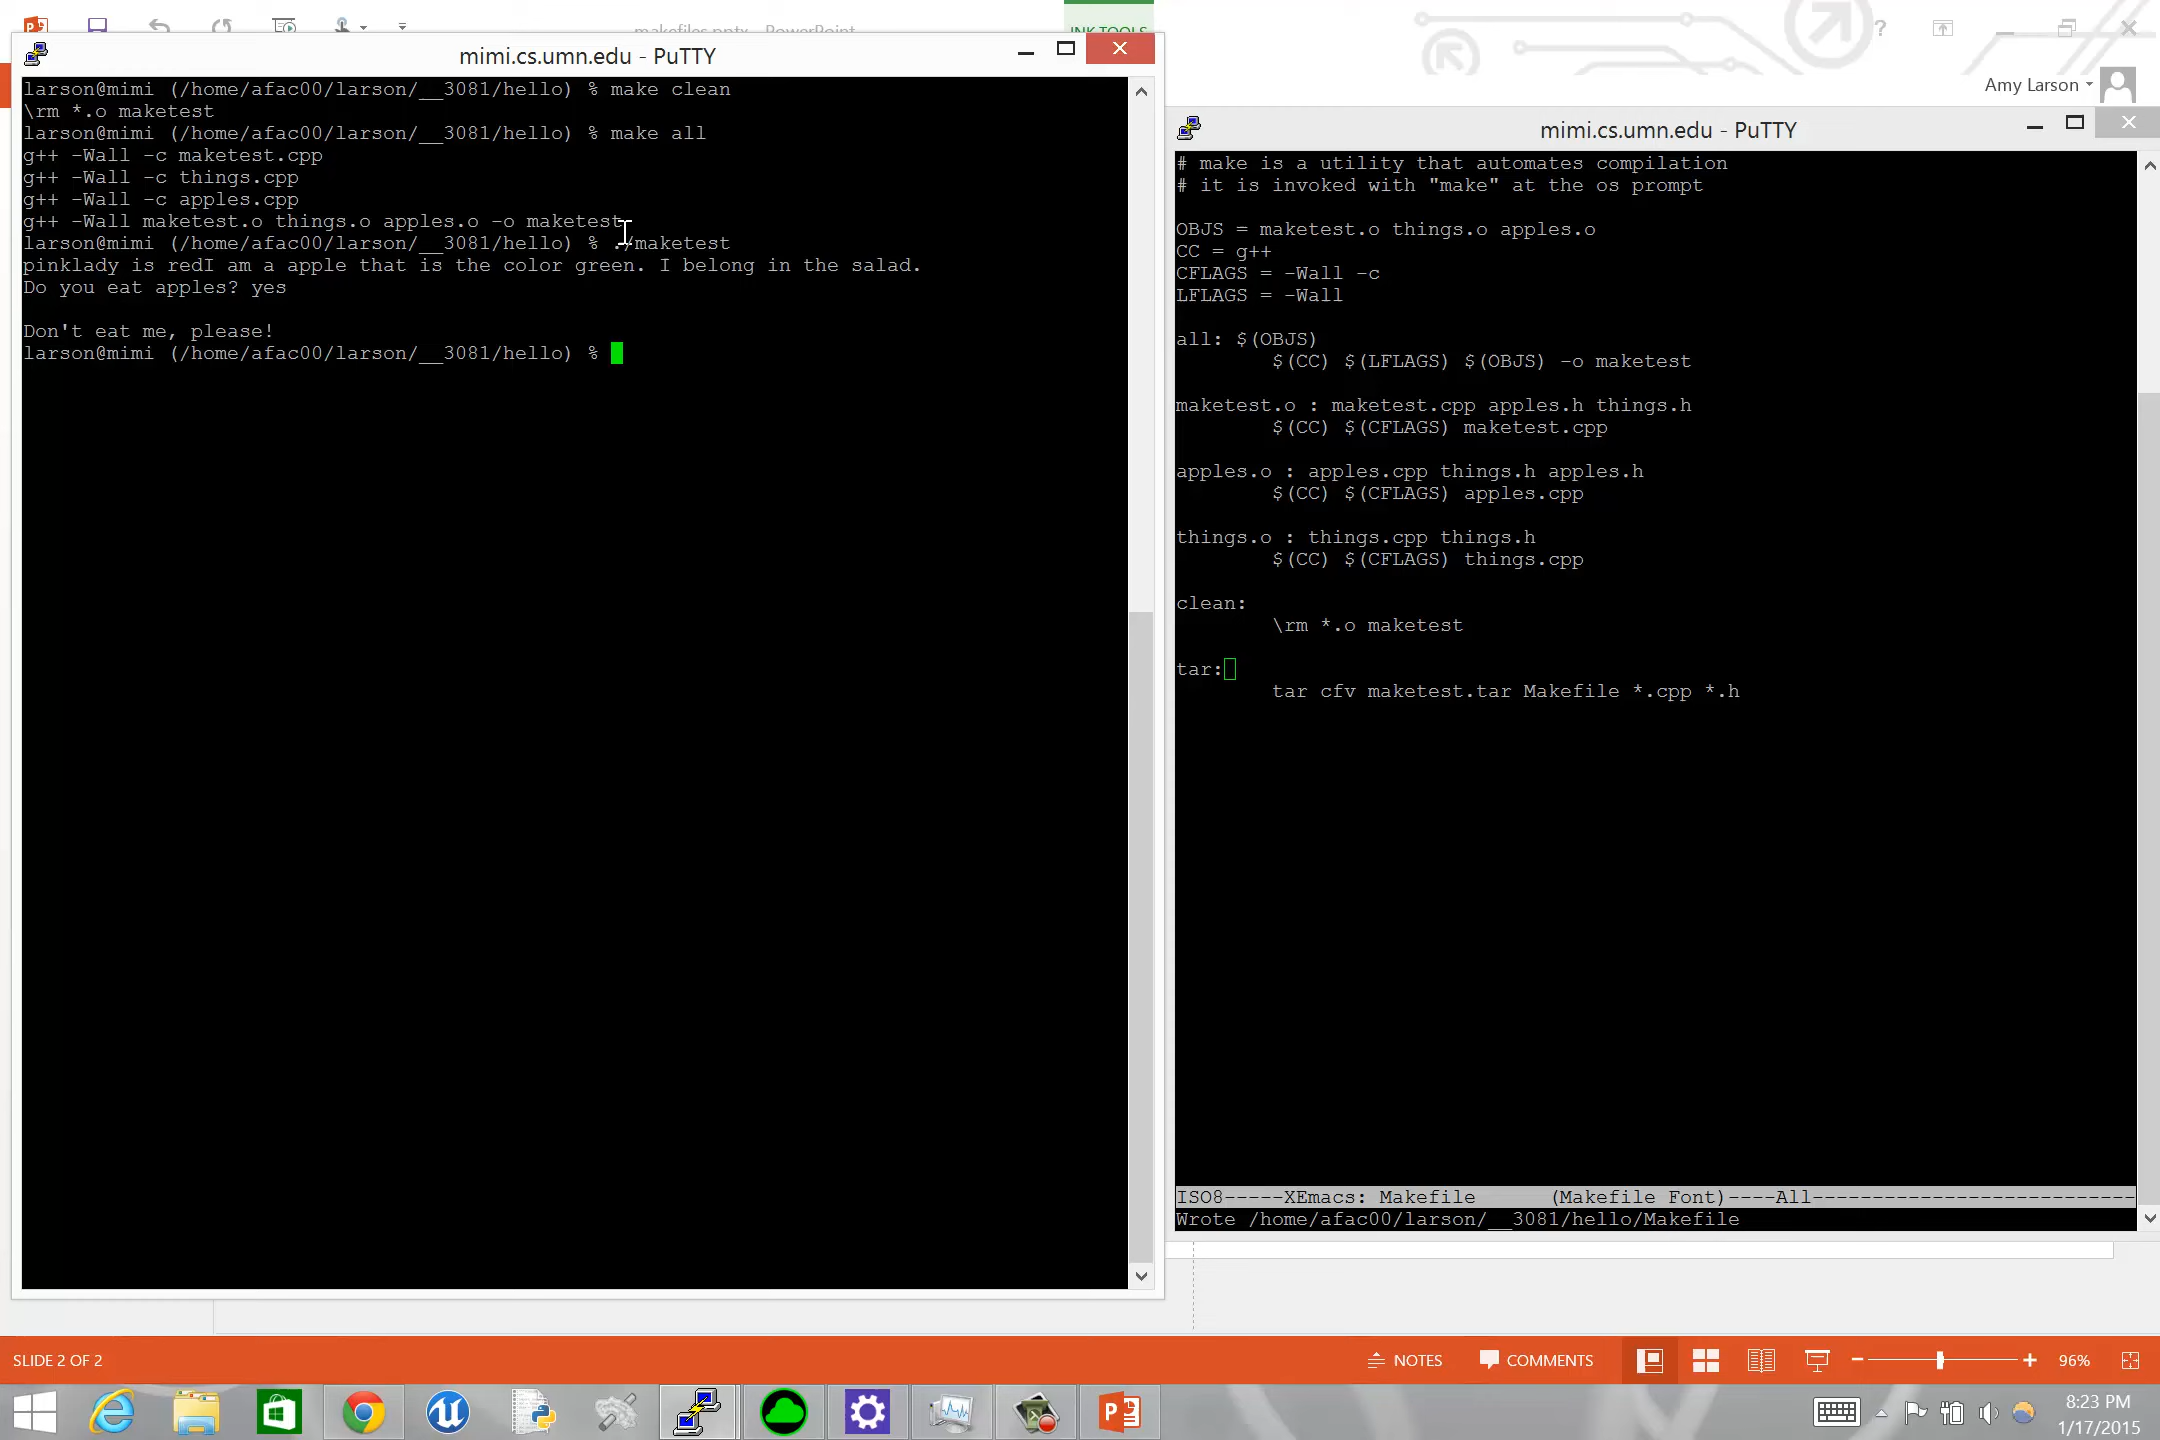 makefiles.pptx - PowerPoint
INK TOOLS
?
Amy Larson
mimi.cs.umn.edu - PuTTY
larson@mimi (/home/afac00/larson/__3081/hello) % make clean
\rm *.o maketest
larson@mimi (/home/afac00/larson/__3081/hello) % make all
g++ -Wall -c maketest.cpp
g++ -Wall -c things.cpp
g++ -Wall -c apples.cpp
g++ -Wall maketest.o things.o apples.o -o maketest
larson@mimi (/home/afac00/larson/__3081/hello) % ./maketest
pinklady is redI am a apple that is the color green. I belong in the salad.
Do you eat apples? yes
Don't eat me, please!
larson@mimi (/home/afac00/larson/__3081/hello) %
mimi.cs.umn.edu - PuTTY
# make is a utility that automates compilation
# it is invoked with "make" at the os prompt
OBJS = maketest.o things.o apples.o
CC = g++
CFLAGS = -Wall -c
LFLAGS = -Wall
all: $(OBJS)
$(CC) $(LFLAGS) $(OBJS) -o maketest
maketest.o : maketest.cpp apples.h things.h
$(CC) $(CFLAGS) maketest.cpp
apples.o : apples.cpp things.h apples.h
$(CC) $(CFLAGS) apples.cpp
things.o : things.cpp things.h
$(CC) $(CFLAGS) things.cpp
clean:
\rm *.o maketest
tar:
tar cfv maketest.tar Makefile *.cpp *.h
ISO8-----XEmacs: Makefile      (Makefile Font)----All---------------------------
Wrote /home/afac00/larson/__3081/hello/Makefile
SLIDE 2 OF 2
NOTES
COMMENTS
96%
8:23 PM
1/17/2015